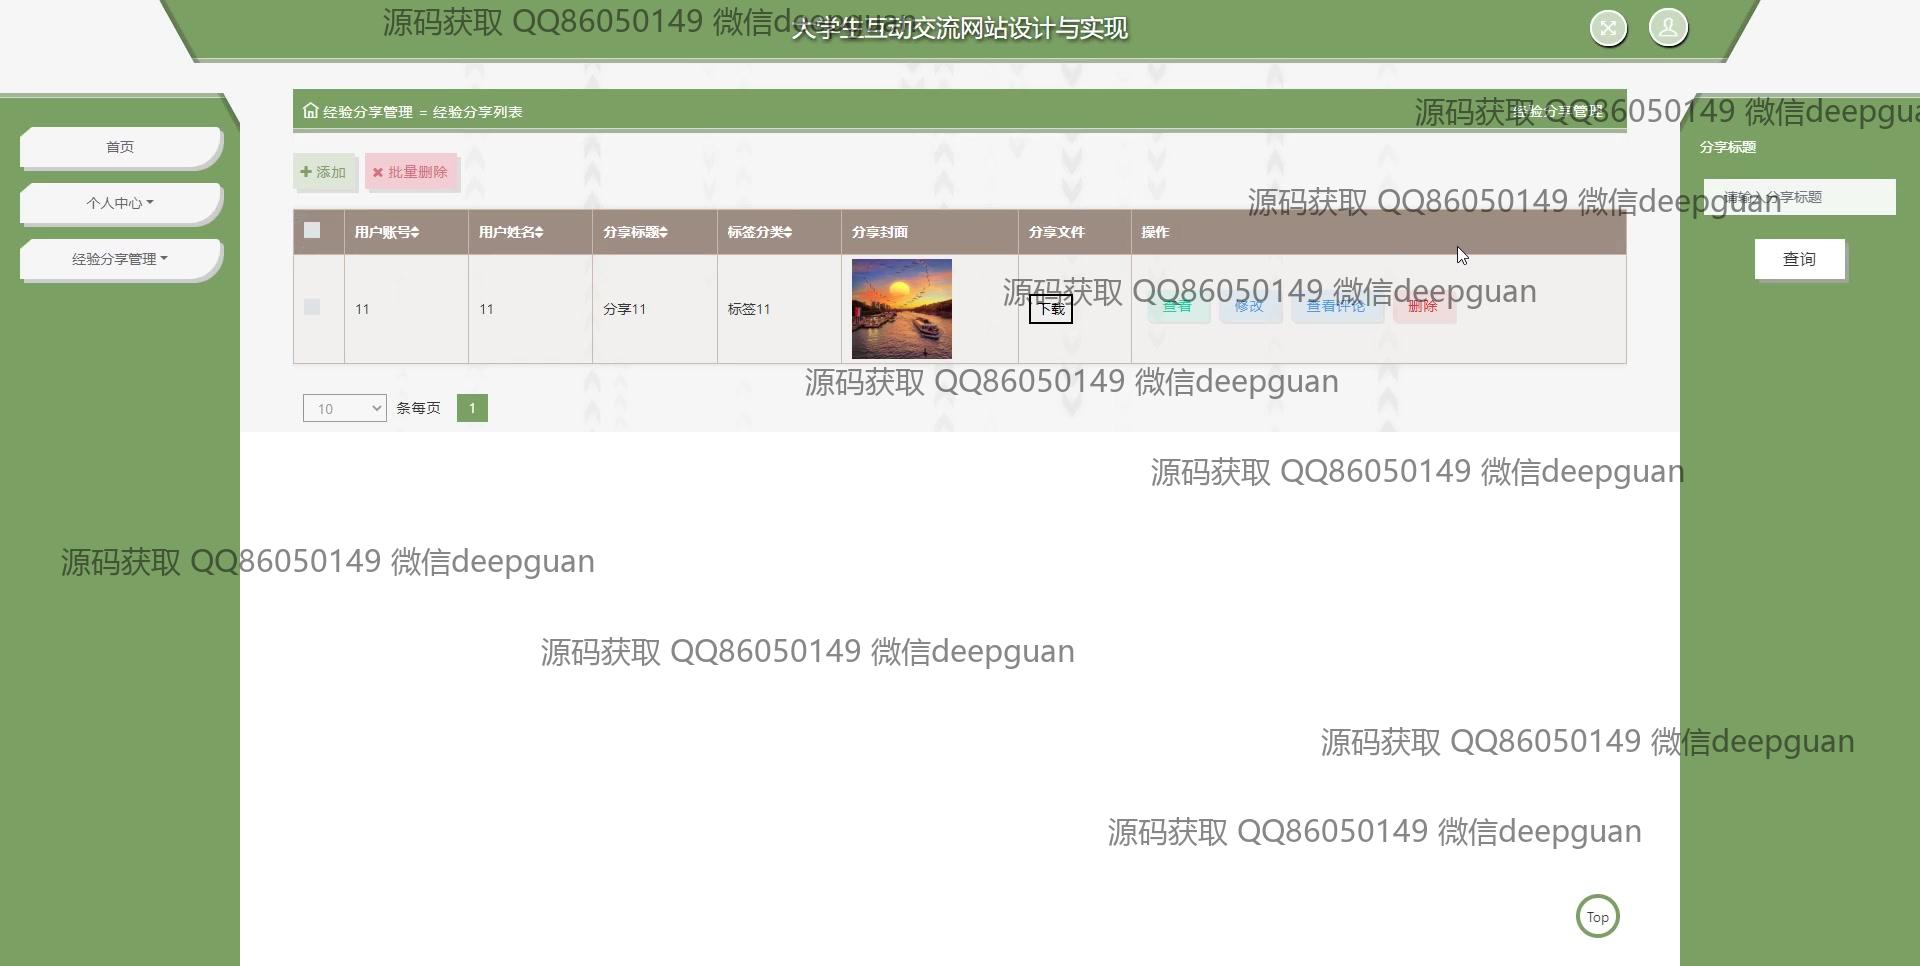 源码获取 QQ86050149 微信deepguan
大学生互动交流网站设计与实现
经验分享管理 = 经验分享列表
经验分享管理
源码获取 QQ86050149 微信deepgua
首页
个人中心
经验分享管理
分享标题
请输入分享标题
查询
添加
批量删除
源码获取 QQ86050149 微信deepguan
用户账号 用户姓名 分享标题 标签分类 分享封面 分享文件 操作
源码获取 QQ86050149 微信deepguan
11 11 分享11 标签11 下载 查看 修改 查看评论 删除
源码获取 QQ86050149 微信deepguan
10 条每页 1
源码获取 QQ86050149 微信deepguan
源码获取 QQ86050149 微信deepguan
源码获取 QQ86050149 微信deepguan
源码获取 QQ86050149 微信deepguan
源码获取 QQ86050149 微信deepguan
Top